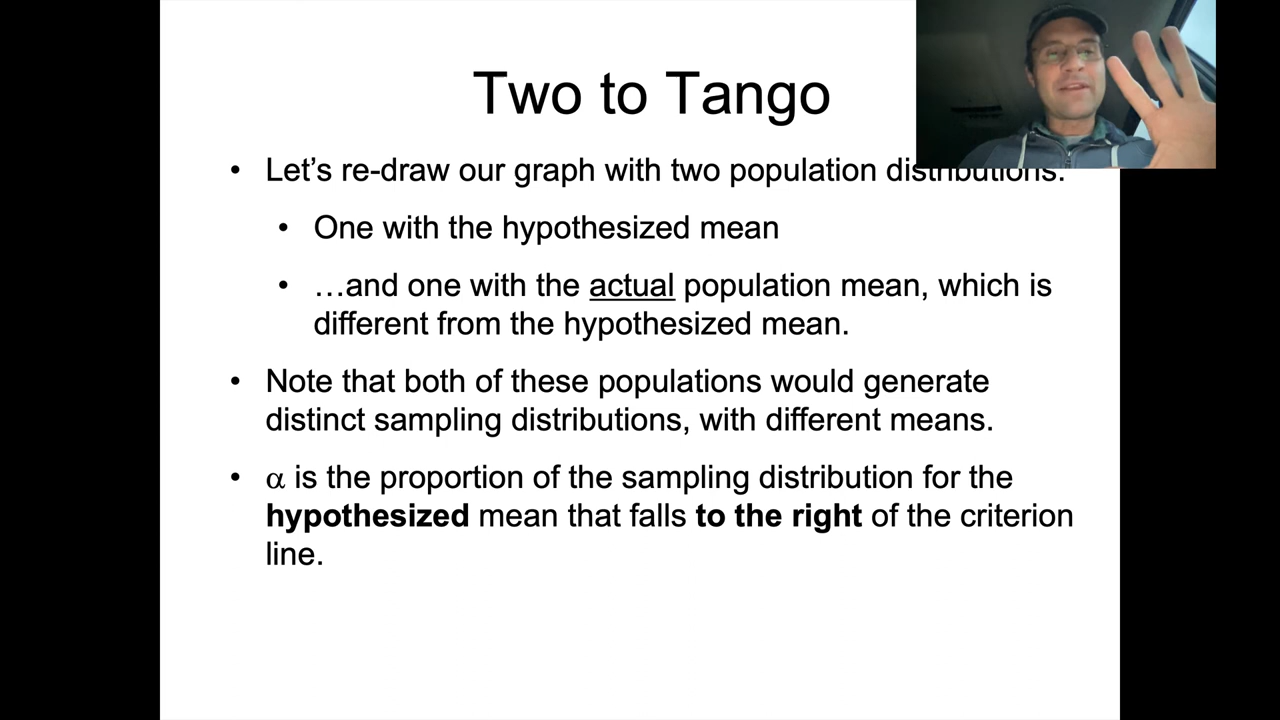 Two to Tango
• Let’s re-draw our graph with two population distributions:
• One with the hypothesized mean
• …and one with the actual population mean, which is
different from the hypothesized mean.
• Note that both of these populations would generate
distinct sampling distributions, with different means.
• α is the proportion of the sampling distribution for the
hypothesized mean that falls to the right of the criterion
line.